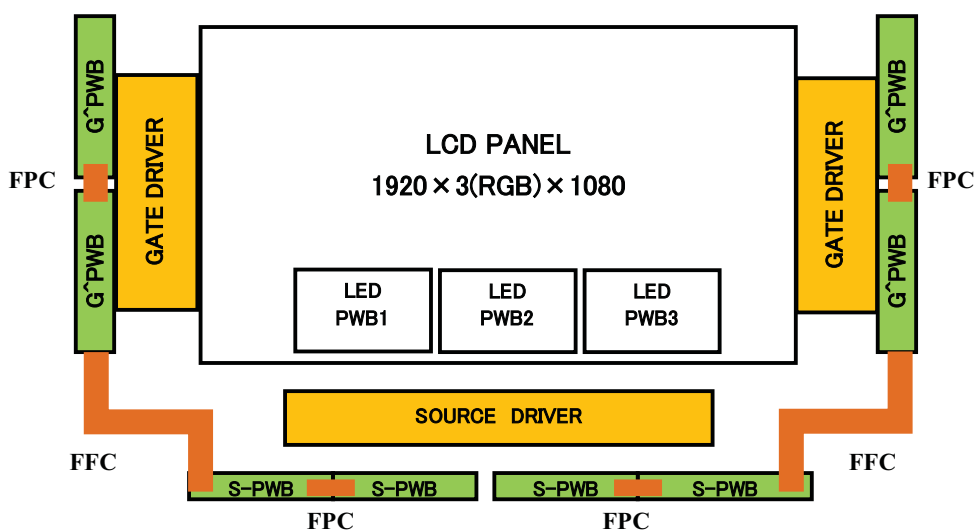 G^PWB
G^PWB
GATE DRIVER
LCD PANEL
1920×3(RGB)×1080
GATE DRIVER
G^PWB
G^PWB
FPC
FPC
LED
PWB1
LED
PWB2
LED
PWB3
SOURCE DRIVER
FFC
FFC
S-PWB
S-PWB
S-PWB
S-PWB
FPC
FPC